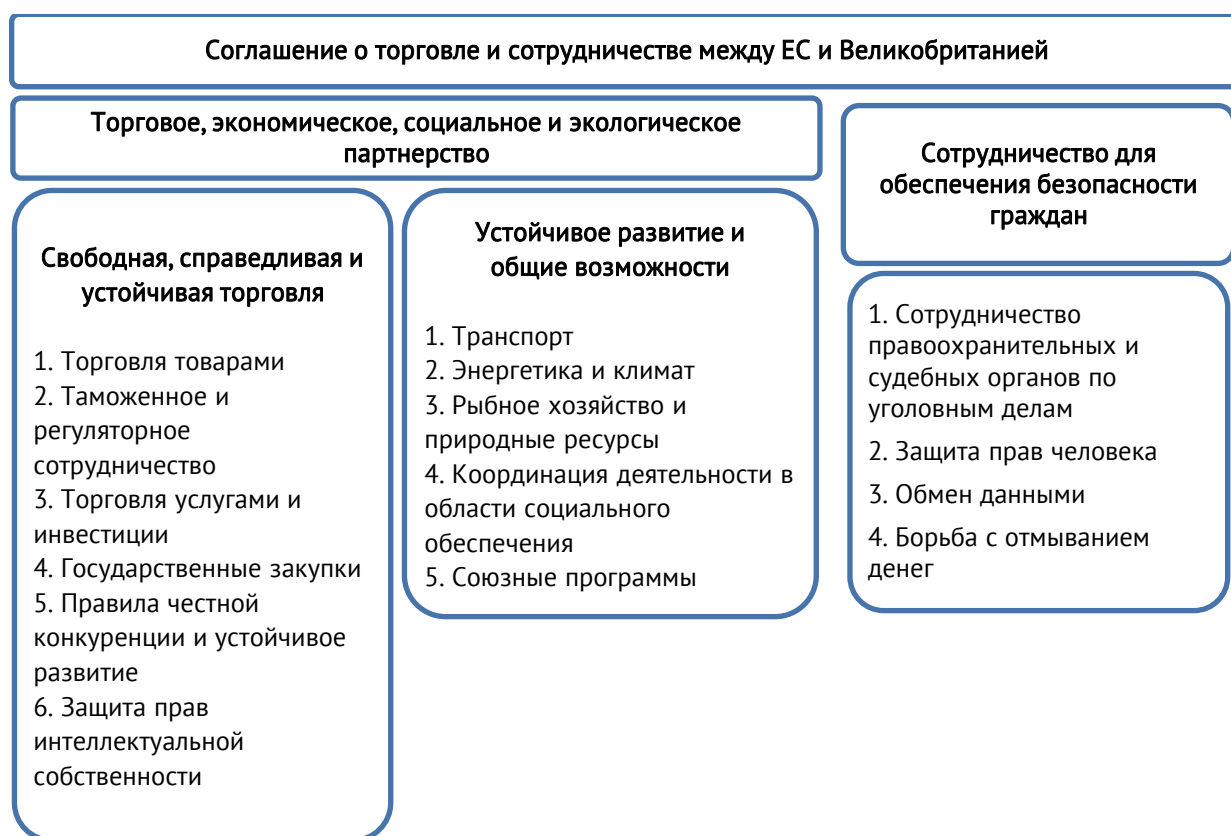 Соглашение о торговле и сотрудничестве между ЕС и Великобританией
Торговое, экономическое, социальное и экологическое
партнерство
Свободная, справедливая и
устойчивая торговля
1. Торговля товарами
2. Таможенное и
регуляторное
сотрудничество
3. Торговля услугами и
инвестиции
4. Государственные закупки
5. Правила честной
конкуренции и устойчивое
развитие
6. Защита прав
интеллектуальной
собственности
Устойчивое развитие и
общие возможности
1. Транспорт
2. Энергетика и климат
3. Рыбное хозяйство и
природные ресурсы
4. Координация деятельности в
области социального
обеспечения
5. Союзные программы
Сотрудничество для
обеспечения безопасности
граждан
1. Сотрудничество
правоохранительных и
судебных органов по
уголовным делам
2. Защита прав человека
3. Обмен данными
4. Борьба с отмыванием
денег